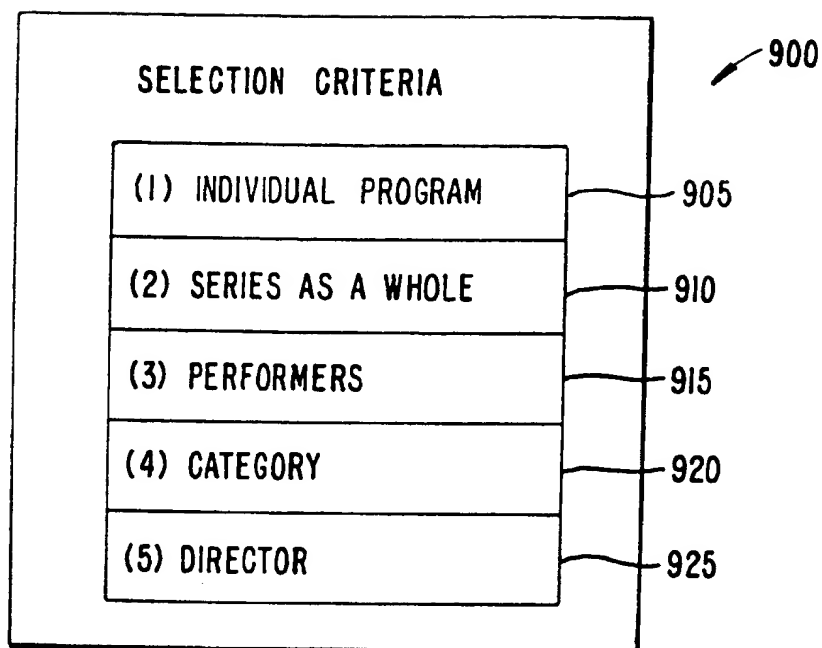 900
SELECTION CRITERIA
(1) INDIVIDUAL PROGRAM
905
(2) SERIES AS A WHOLE
910
(3) PERFORMERS
915
(4) CATEGORY
920
(5) DIRECTOR
925